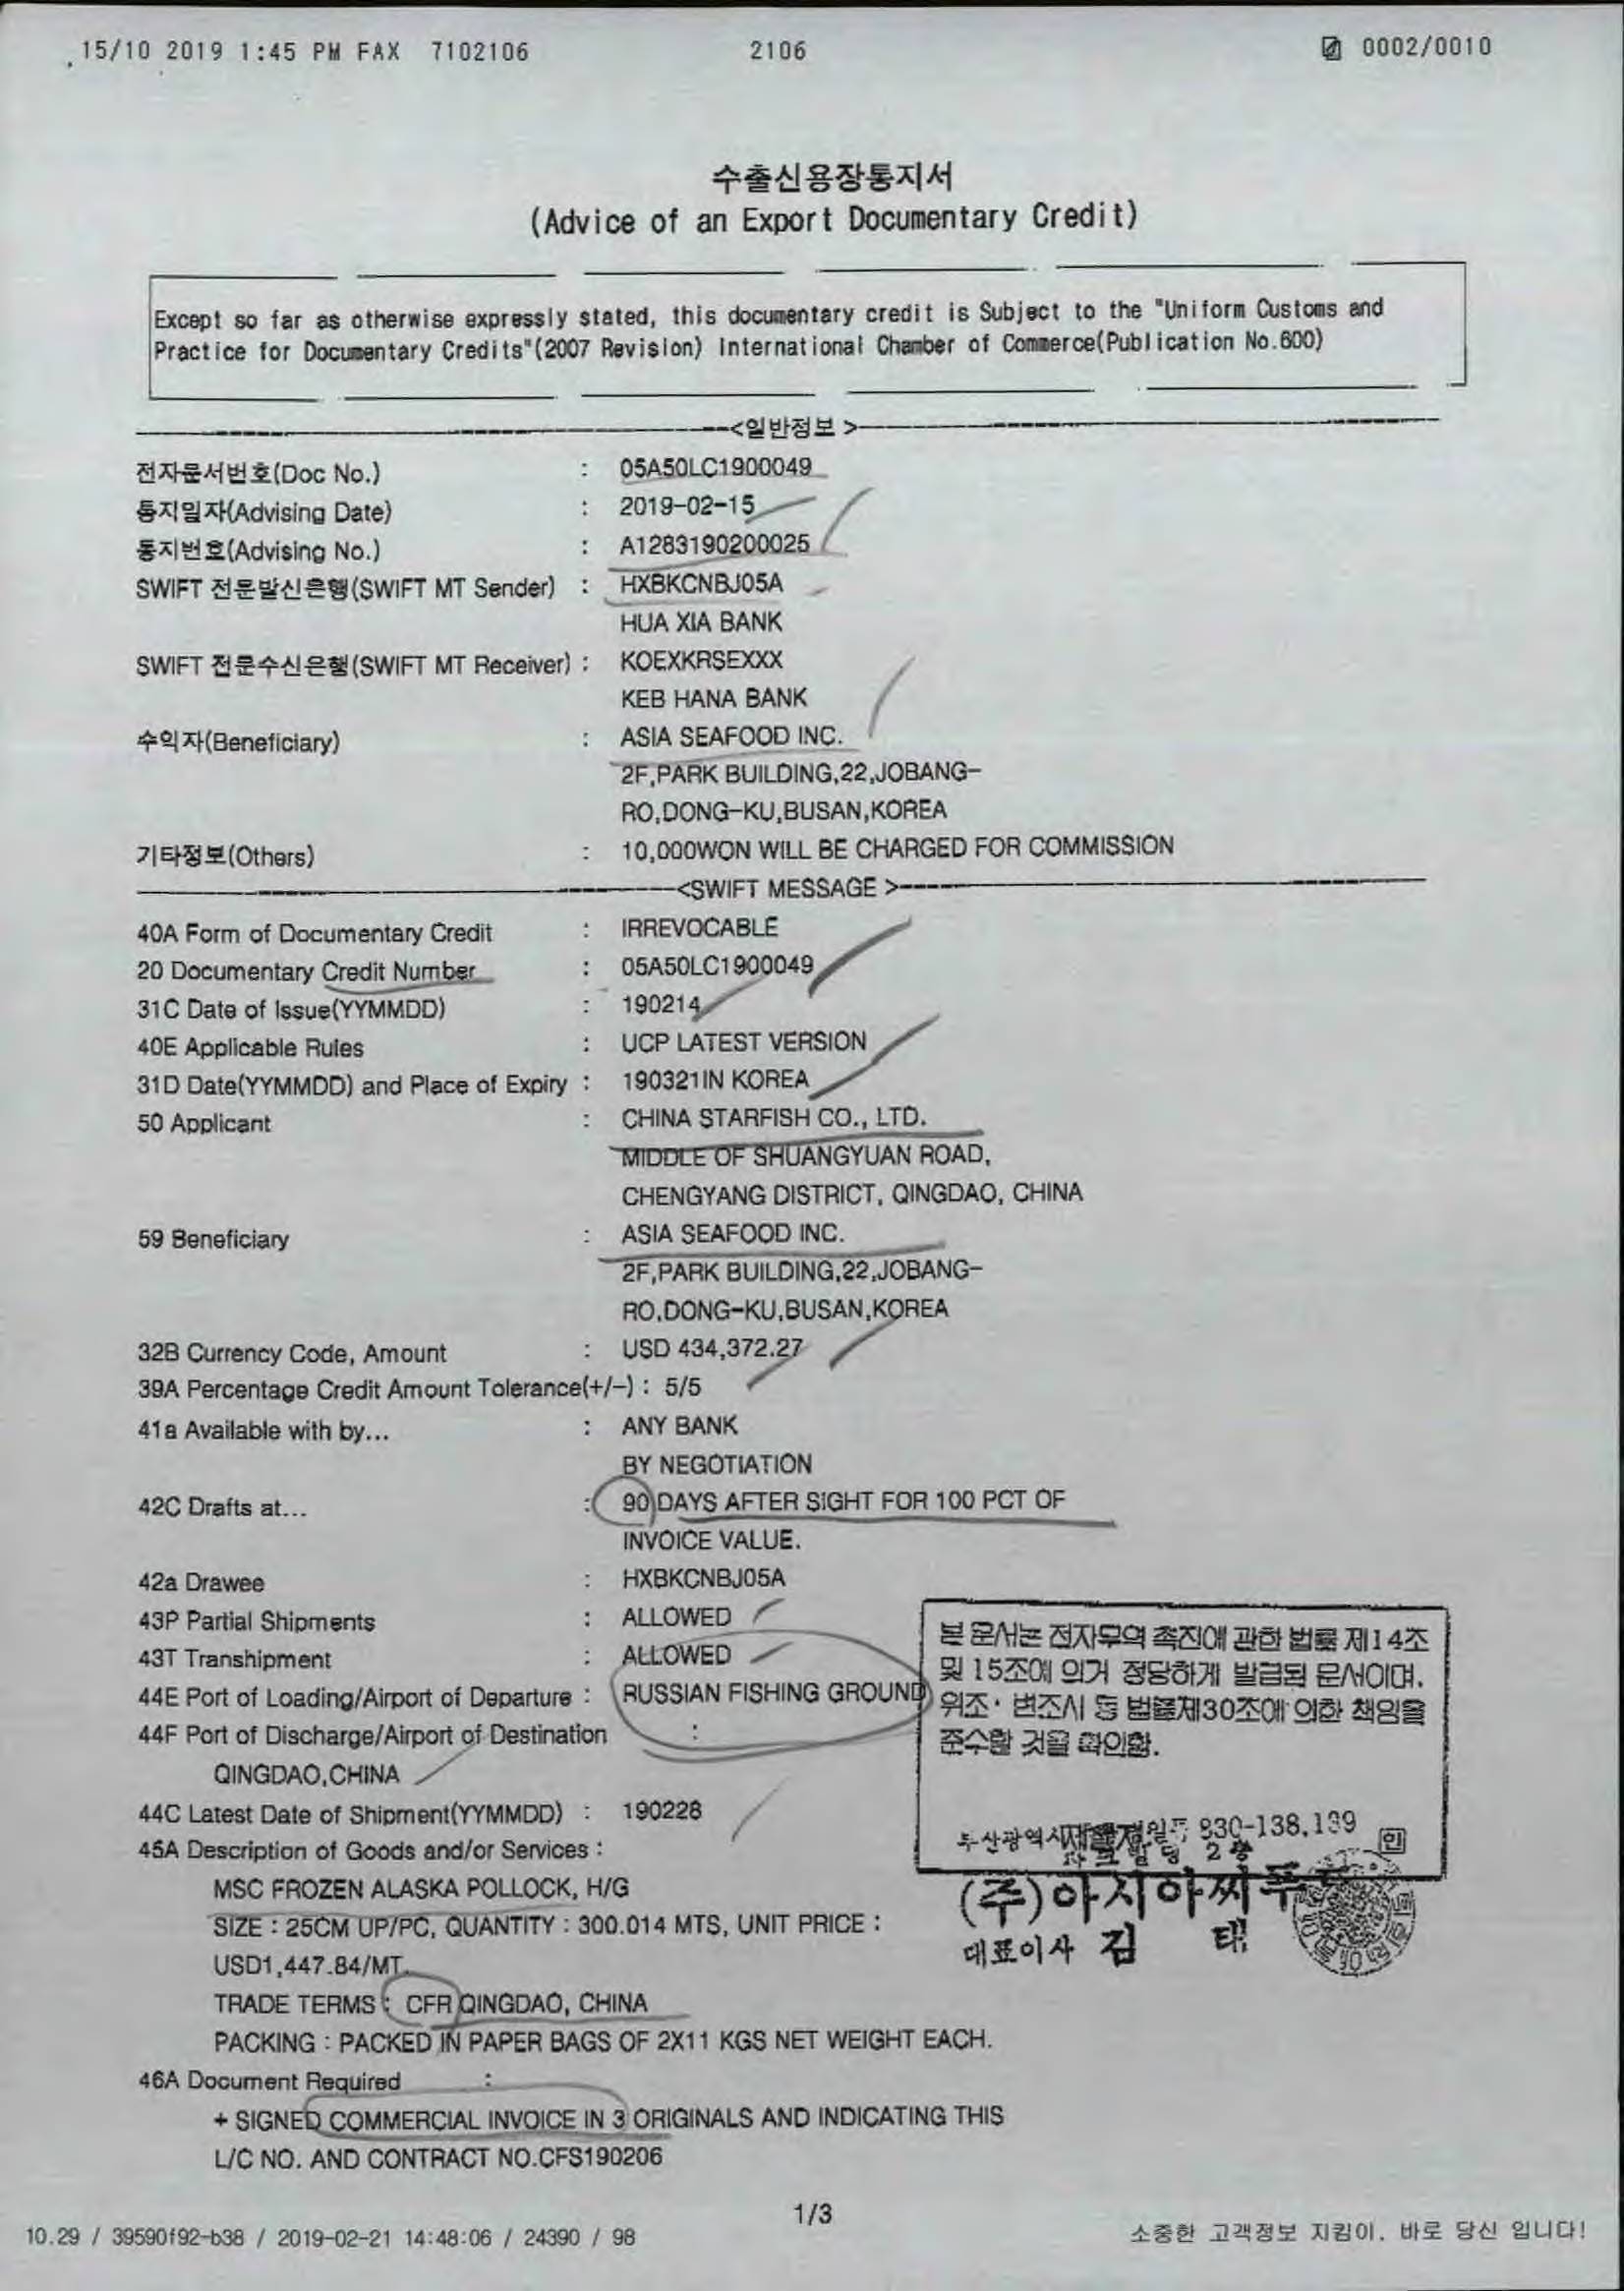 15/10 2019 1:45 PM FAX 7102106 2106 0002/0010
수출신용장통지서
(Advice of an Export Documentary Credit)
Except so far as otherwise expressly stated, this documentary credit is Subject to the "Uniform Customs and
Practice for Documentary Credits"(2007 Revision) International Chamber of Commerce(Publication No.600)
<일반정보 >
전자문서번호(Doc No.) : 05A50LC1900049
통지일자(Advising Date) : 2019-02-15
통지번호(Advising No.) : A1283190200025
SWIFT 전문발신은행(SWIFT MT Sender) : HXBKCNBJ05A
HUA XIA BANK
SWIFT 전문수신은행(SWIFT MT Receiver) : KOEXKRSEXXX
KEB HANA BANK
수익자(Beneficiary) : ASIA SEAFOOD INC.
2F,PARK BUILDING,22,JOBANG-
RO,DONG-KU,BUSAN,KOREA
기타정보(Others) : 10,000WON WILL BE CHARGED FOR COMMISSION
<SWIFT MESSAGE >
40A Form of Documentary Credit : IRREVOCABLE
20 Documentary Credit Number : 05A50LC1900049
31C Date of Issue(YYMMDD) : 190214
40E Applicable Rules : UCP LATEST VERSION
31D Date(YYMMDD) and Place of Expiry : 190321IN KOREA
50 Applicant : CHINA STARFISH CO., LTD.
MIDDLE OF SHUANGYUAN ROAD,
CHENGYANG DISTRICT, QINGDAO, CHINA
59 Beneficiary : ASIA SEAFOOD INC.
2F,PARK BUILDING,22,JOBANG-
RO,DONG-KU,BUSAN,KOREA
32B Currency Code, Amount : USD 434,372.27
39A Percentage Credit Amount Tolerance(+/-) : 5/5
41a Available with by... : ANY BANK
BY NEGOTIATION
42C Drafts at... : 90 DAYS AFTER SIGHT FOR 100 PCT OF
INVOICE VALUE.
42a Drawee : HXBKCNBJ05A
43P Partial Shipments : ALLOWED
43T Transhipment : ALLOWED
44E Port of Loading/Airport of Departure : RUSSIAN FISHING GROUND
44F Port of Discharge/Airport of Destination :
QINGDAO,CHINA
44C Latest Date of Shipment(YYMMDD) : 190228
45A Description of Goods and/or Services :
MSC FROZEN ALASKA POLLOCK, H/G
SIZE : 25CM UP/PC, QUANTITY : 300.014 MTS, UNIT PRICE :
USD1,447.84/MT.
TRADE TERMS : CFR QINGDAO, CHINA
PACKING : PACKED IN PAPER BAGS OF 2X11 KGS NET WEIGHT EACH.
46A Document Required :
+ SIGNED COMMERCIAL INVOICE IN 3 ORIGINALS AND INDICATING THIS
L/C NO. AND CONTRACT NO.CFS190206
본 문서는 전자무역 촉진에 관한 법률 제14조
및 15조에 의거 정당하게 발급된 문서이며,
위조·변조시 동 법률제30조에 의한 책임을
준수할 것을 확인함.
830-138,139
인
(주)아시아씨푸드
대표이사 김 태
1/3
10.29 / 39590f92-b38 / 2019-02-21 14:48:06 / 24390 / 98
소중한 고객정보 지킴이, 바로 당신 입니다!